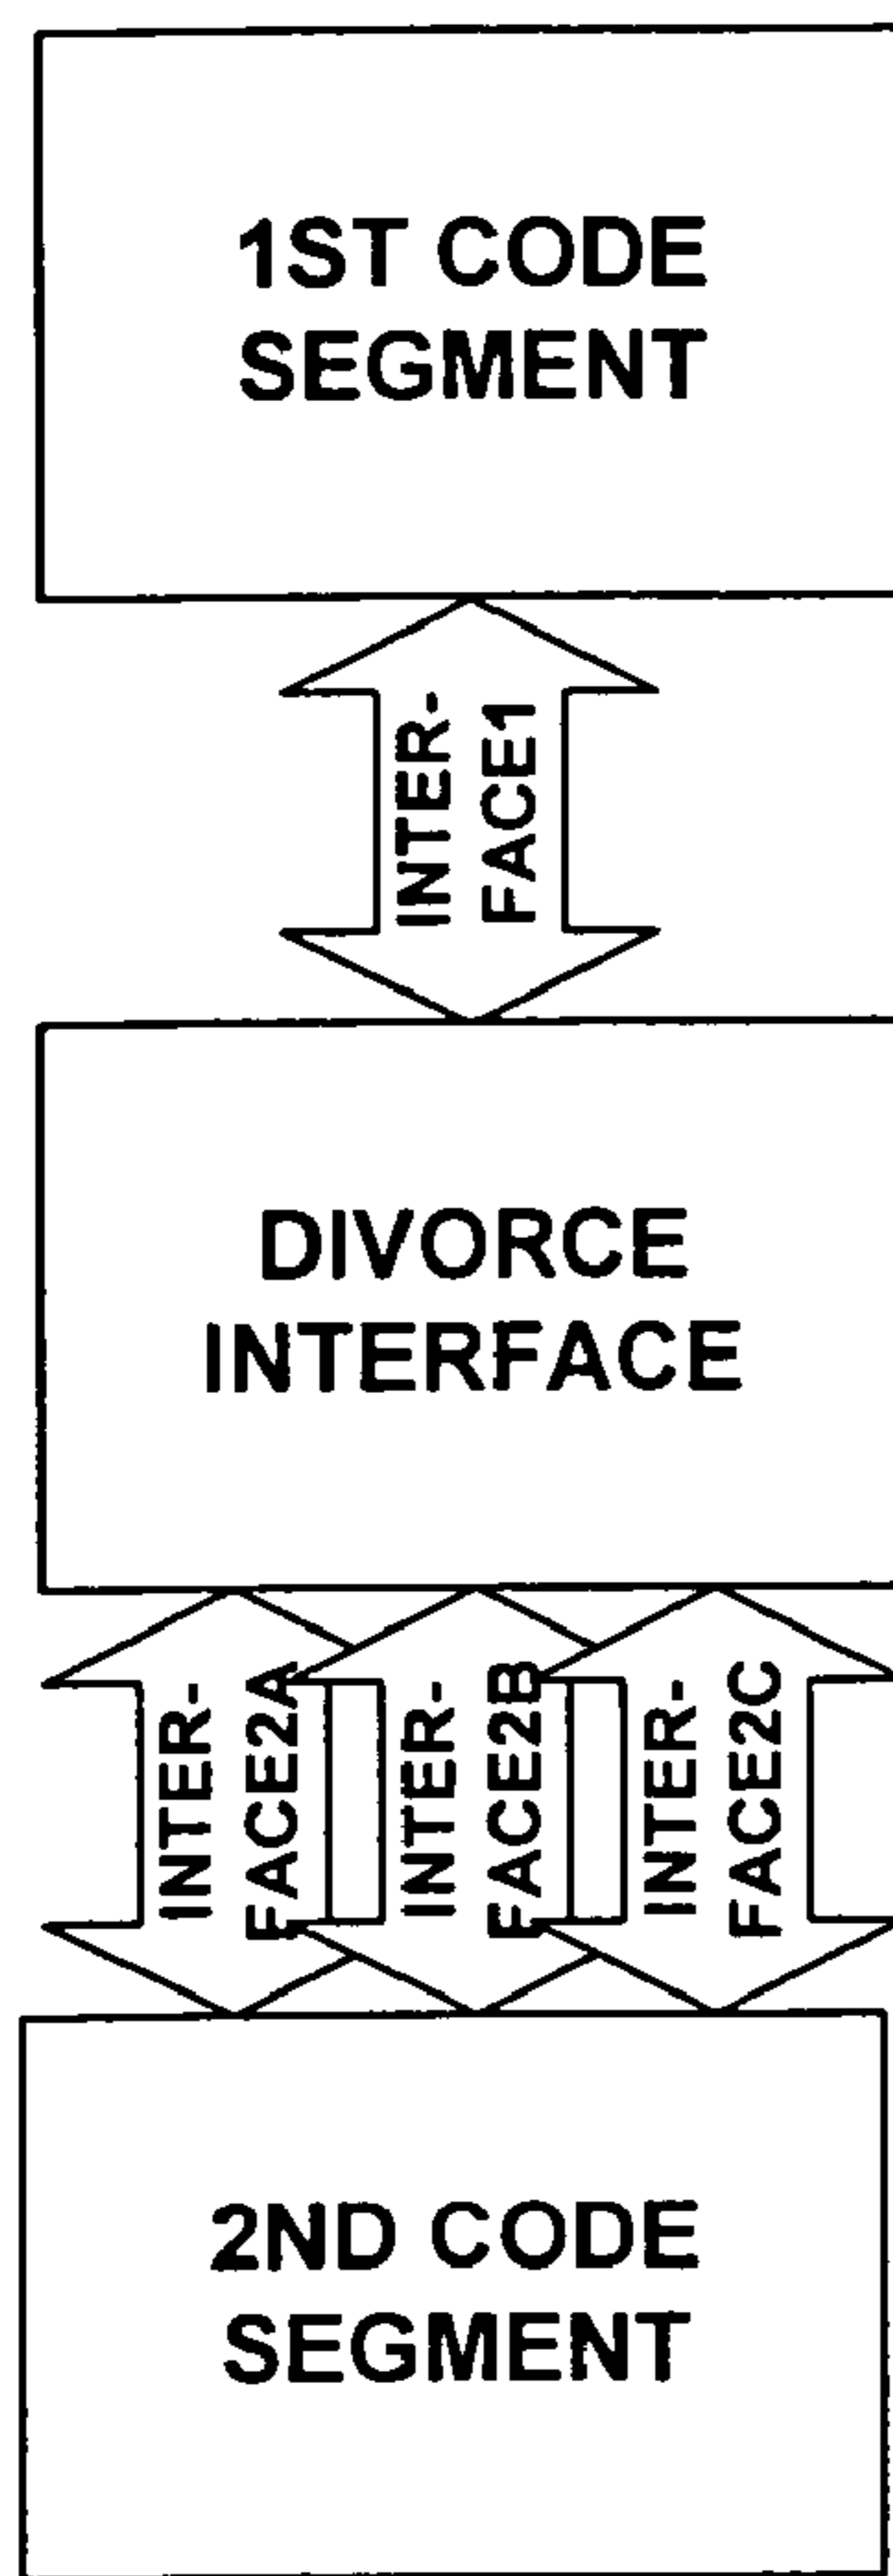 1ST CODE
SEGMENT
INTER-
FACE1
DIVORCE
INTERFACE
INTER-
FACE2A
INTER-
FACE2B
INTER-
FACE2C
2ND CODE
SEGMENT